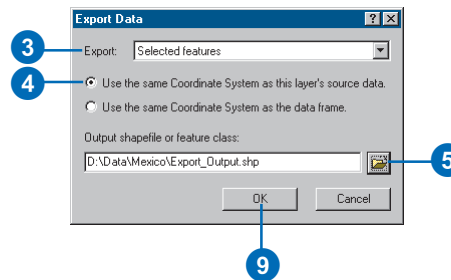 Export Data
3
Export: Selected features
4
Use the same Coordinate System as this layer's source data.
Use the same Coordinate System as the data frame.
Output shapefile or feature class:
D:\Data\Mexico\Export_Output.shp
5
OK Cancel
9